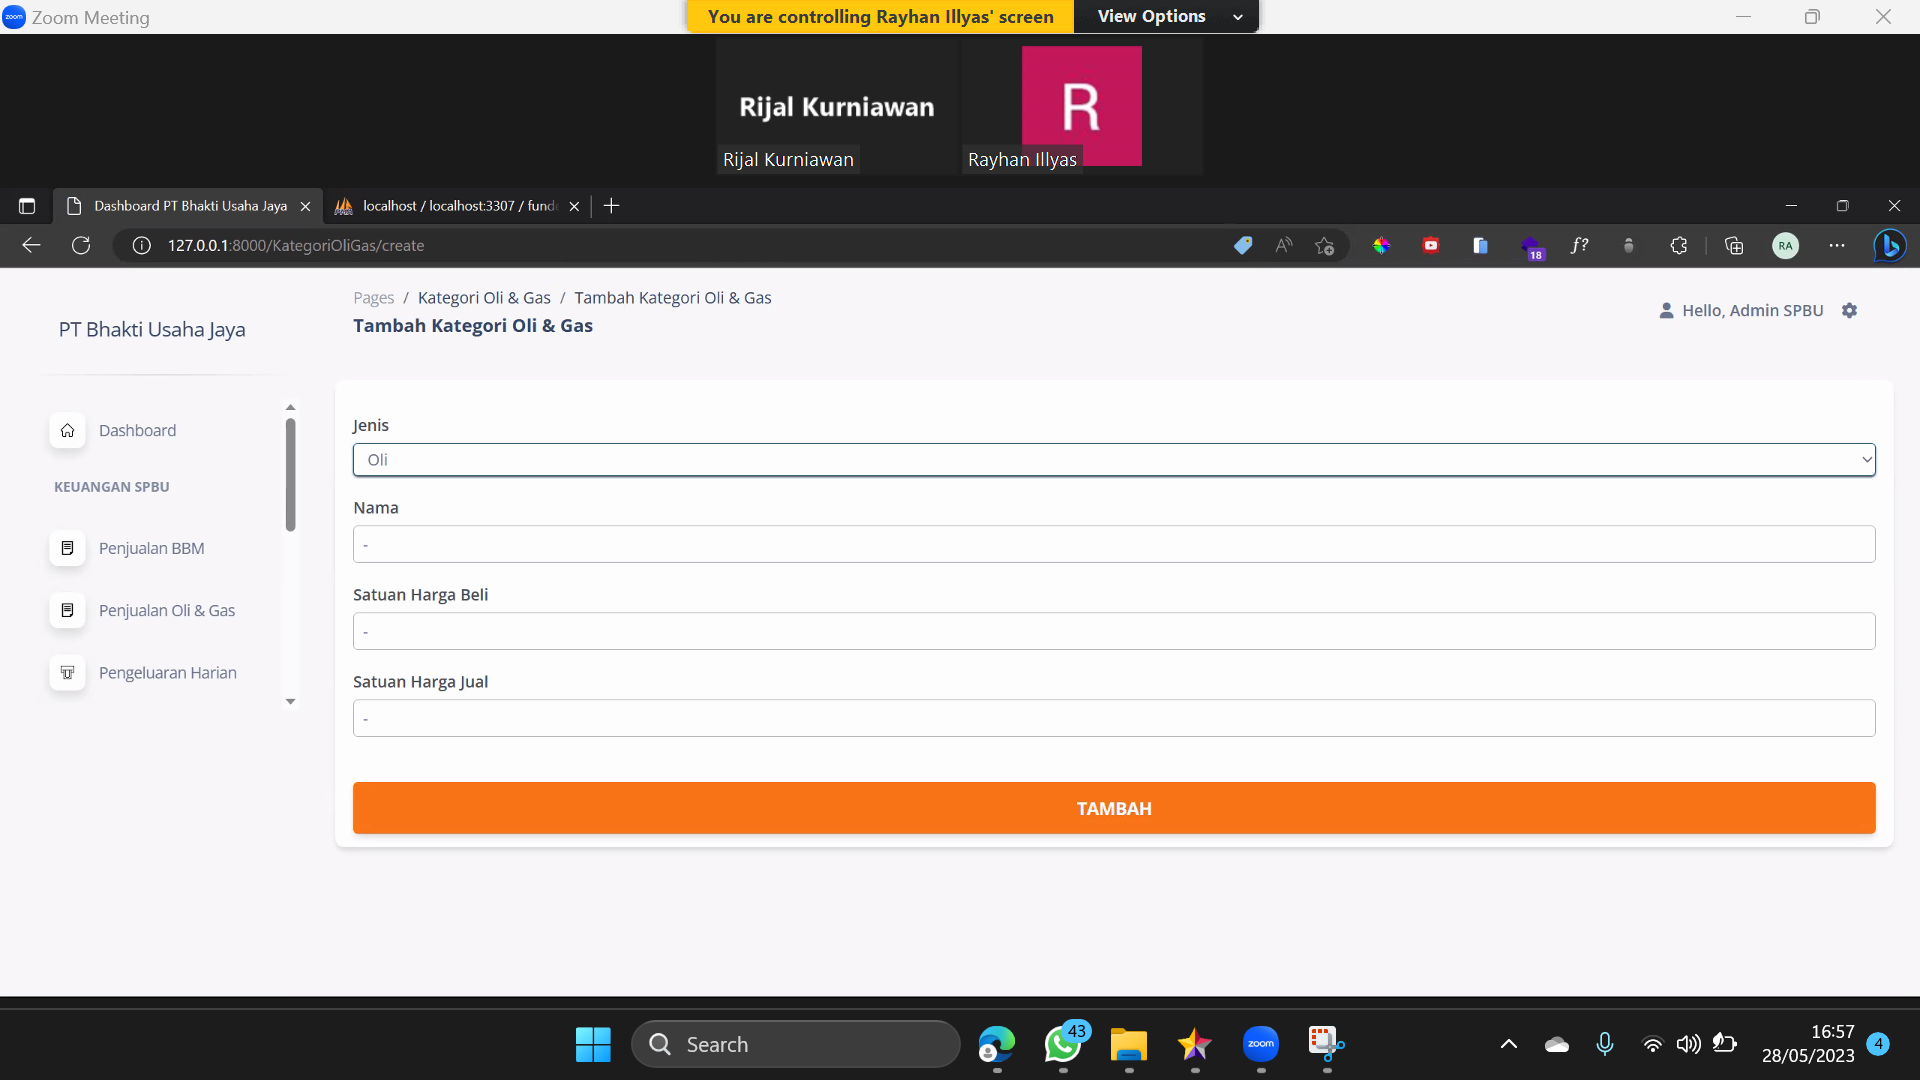 zoom Zoom Meeting
You are controlling Rayhan Illyas' screen View Options
Rijal Kurniawan R
Rijal Kurniawan Rayhan Illyas
Dashboard PT Bhakti Usaha Jaya localhost / localhost:3307 / fund
127.0.0.1:8000/KategoriOliGas/create 18 f? RA
Pages / Kategori Oli & Gas / Tambah Kategori Oli & Gas
Tambah Kategori Oli & Gas
Hello, Admin SPBU
PT Bhakti Usaha Jaya
Dashboard
KEUANGAN SPBU
Penjualan BBM
Penjualan Oli & Gas
Pengeluaran Harian
Jenis
Oli
Nama
-
Satuan Harga Beli
-
Satuan Harga Jual
-
TAMBAH
Search
43
zoom
16:57
28/05/2023
4